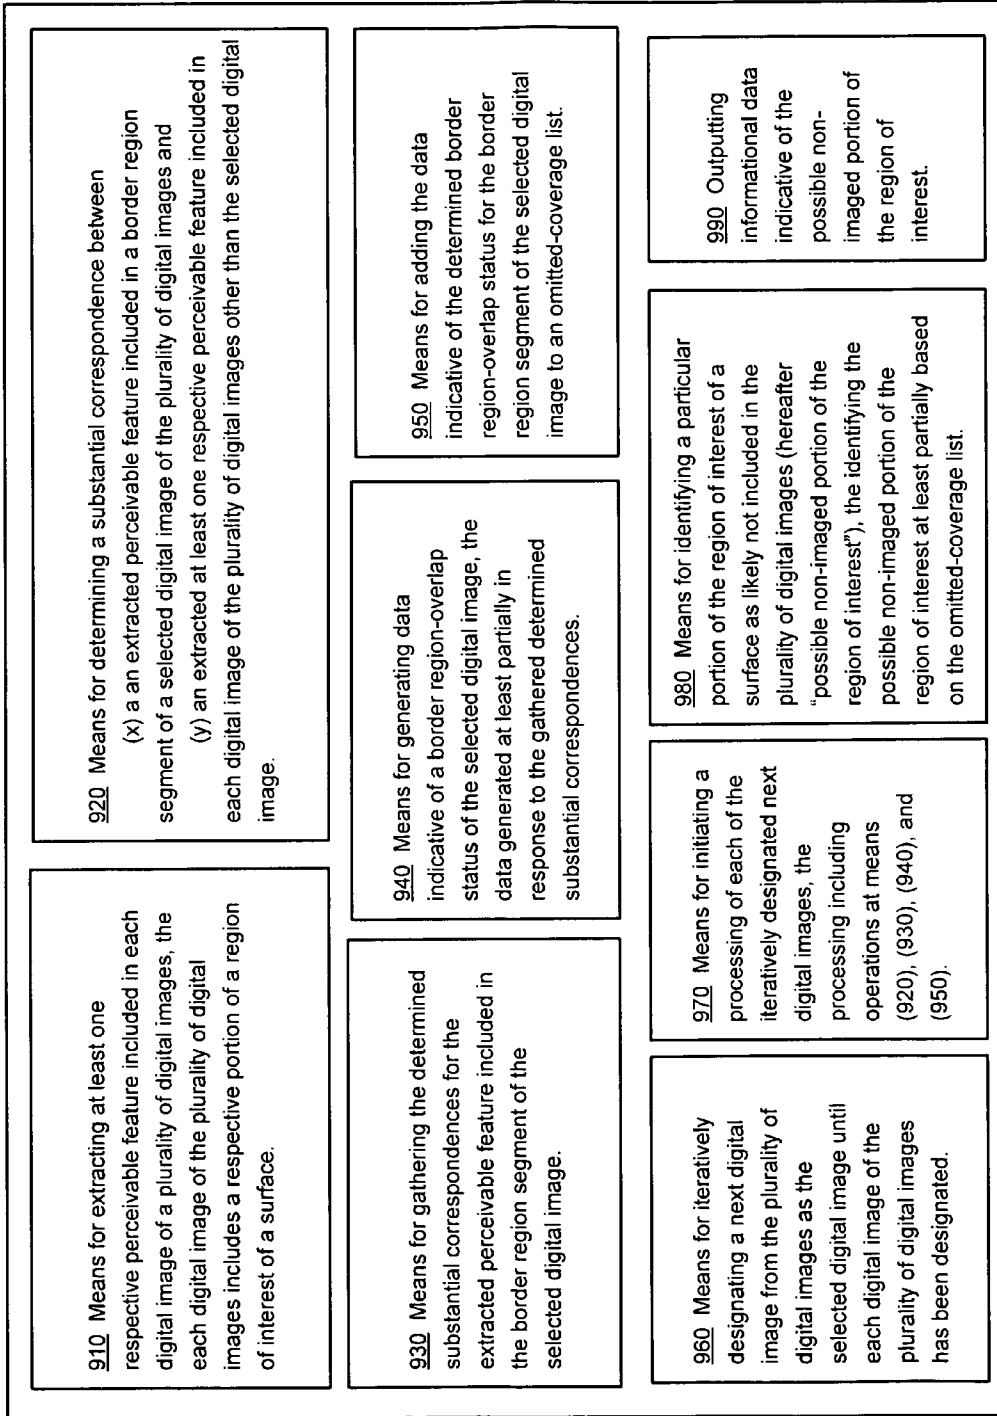 910 Means for extracting at least one
respective perceivable feature included in each
digital image of a plurality of digital images, the
each digital image of the plurality of digital
images includes a respective portion of a region
of interest of a surface.
920 Means for determining a substantial correspondence between
(x) a an extracted perceivable feature included in a border region
segment of a selected digital image of the plurality of digital images and
(y) an extracted at least one respective perceivable feature included in
each digital image of the plurality of digital images other than the selected digital
image.
930 Means for gathering the determined
substantial correspondences for the
extracted perceivable feature included in
the border region segment of the
selected digital image.
940 Means for generating data
indicative of a border region-overlap
status of the selected digital image, the
data generated at least partially in
response to the gathered determined
substantial correspondences.
950 Means for adding the data
indicative of the determined border
region-overlap status for the border
region segment of the selected digital
image to an omitted-coverage list.
960 Means for iteratively
designating a next digital
image from the plurality of
digital images as the
selected digital image until
each digital image of the
plurality of digital images
has been designated.
970 Means for initiating a
processing of each of the
iteratively designated next
digital images, the
processing including
operations at means
(920), (930), (940), and
(950).
980 Means for identifying a particular
portion of the region of interest of a
surface as likely not included in the
plurality of digital images (hereafter
“possible non-imaged portion of the
region of interest”), the identifying the
possible non-imaged portion of the
region of interest at least partially based
on the omitted-coverage list.
990 Outputting
informational data
indicative of the
possible non-
imaged portion of
the region of
interest.